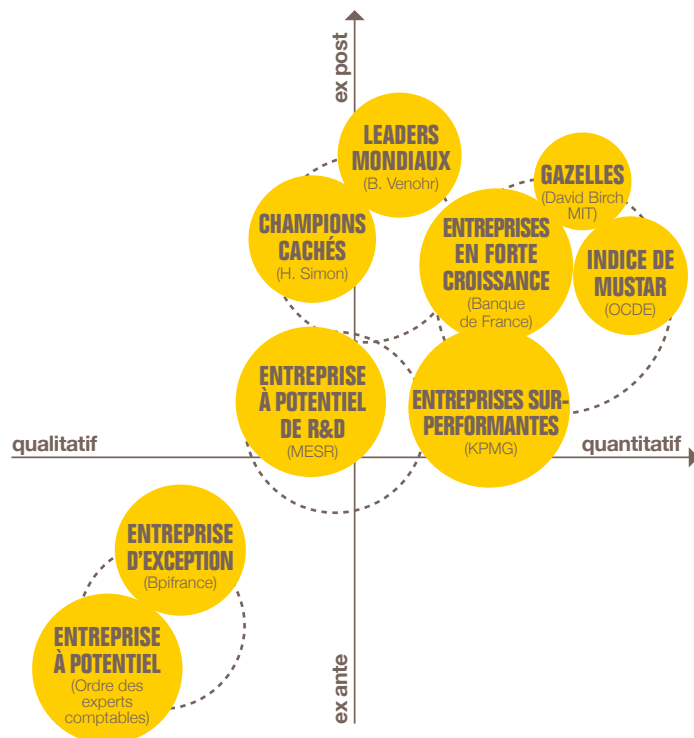 ex post
LEADERS
MONDIAUX
(B. Venohr)
GAZELLES
(David Birch
MIT)
CHAMPIONS
CACHÉS
(H. Simon)
ENTREPRISES
EN FORTE
CROISSANCE
(Banque
de France)
INDICE DE
MUSTAR
(OCDE)
ENTREPRISE
À POTENTIEL
DE R&D
(MESR)
ENTREPRISES SUR-
PERFORMANTES
(KPMG)
qualitatif
quantitatif
ENTREPRISE
D'EXCEPTION
(Bpifrance)
ENTREPRISE
À POTENTIEL
(Ordre des
experts
comptables)
ex ante